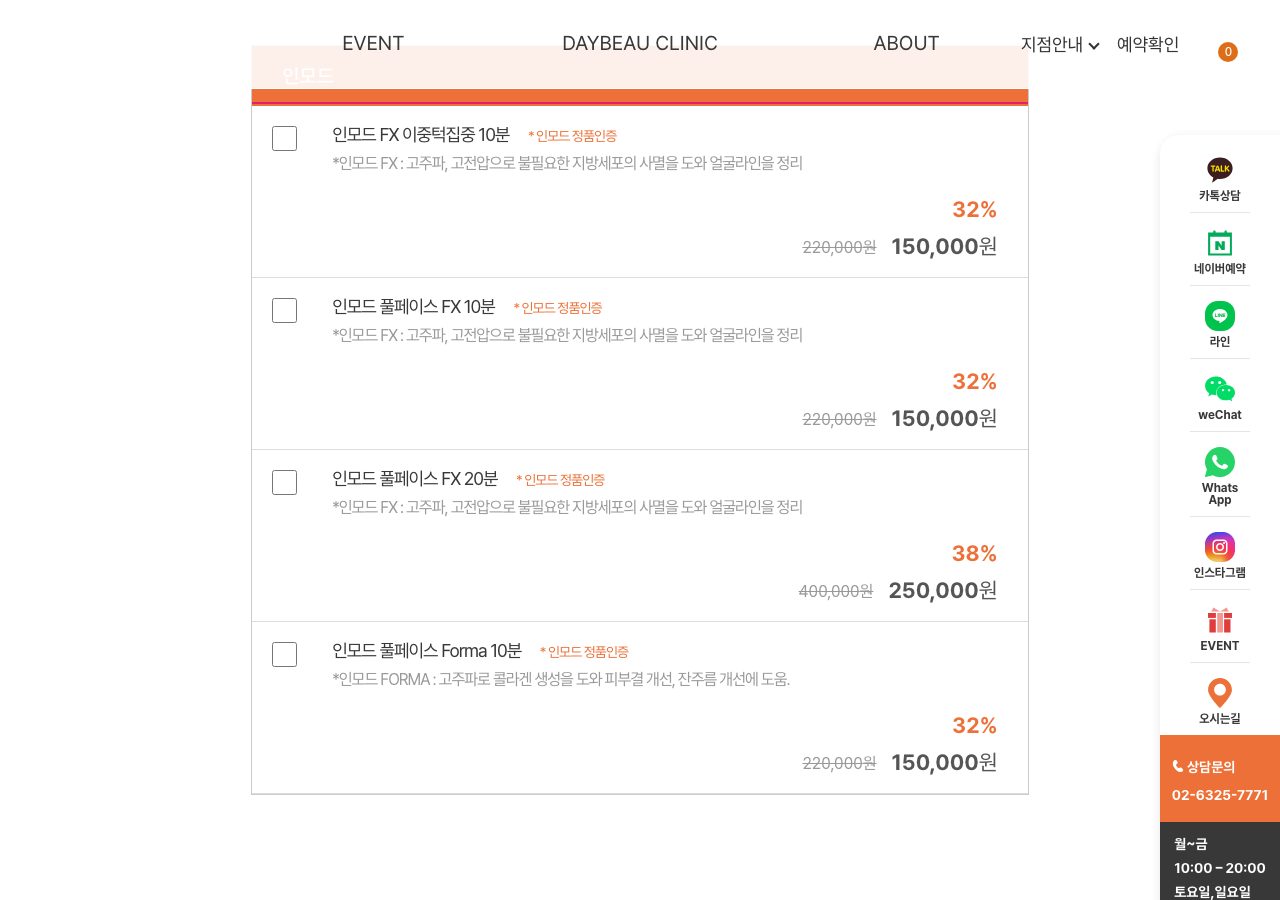 EVENT
DAYBEAU CLINIC
ABOUT
지점안내
예약확인
0
인모드
인모드 FX 이중턱집중 10분 * 인모드 정품인증
*인모드 FX : 고주파, 고전압으로 불필요한 지방세포의 사멸을 도와 얼굴라인을 정리
32%
220,000원 150,000원
인모드 풀페이스 FX 10분 * 인모드 정품인증
*인모드 FX : 고주파, 고전압으로 불필요한 지방세포의 사멸을 도와 얼굴라인을 정리
32%
220,000원 150,000원
인모드 풀페이스 FX 20분 * 인모드 정품인증
*인모드 FX : 고주파, 고전압으로 불필요한 지방세포의 사멸을 도와 얼굴라인을 정리
38%
400,000원 250,000원
인모드 풀페이스 Forma 10분 * 인모드 정품인증
*인모드 FORMA : 고주파로 콜라겐 생성을 도와 피부결 개선, 잔주름 개선에 도움.
32%
220,000원 150,000원
TALK
카톡상담
N
네이버예약
LINE
라인
weChat
Whats
App
인스타그램
EVENT
오시는길
상담문의
02-6325-7771
월~금
10:00 – 20:00
토요일,일요일